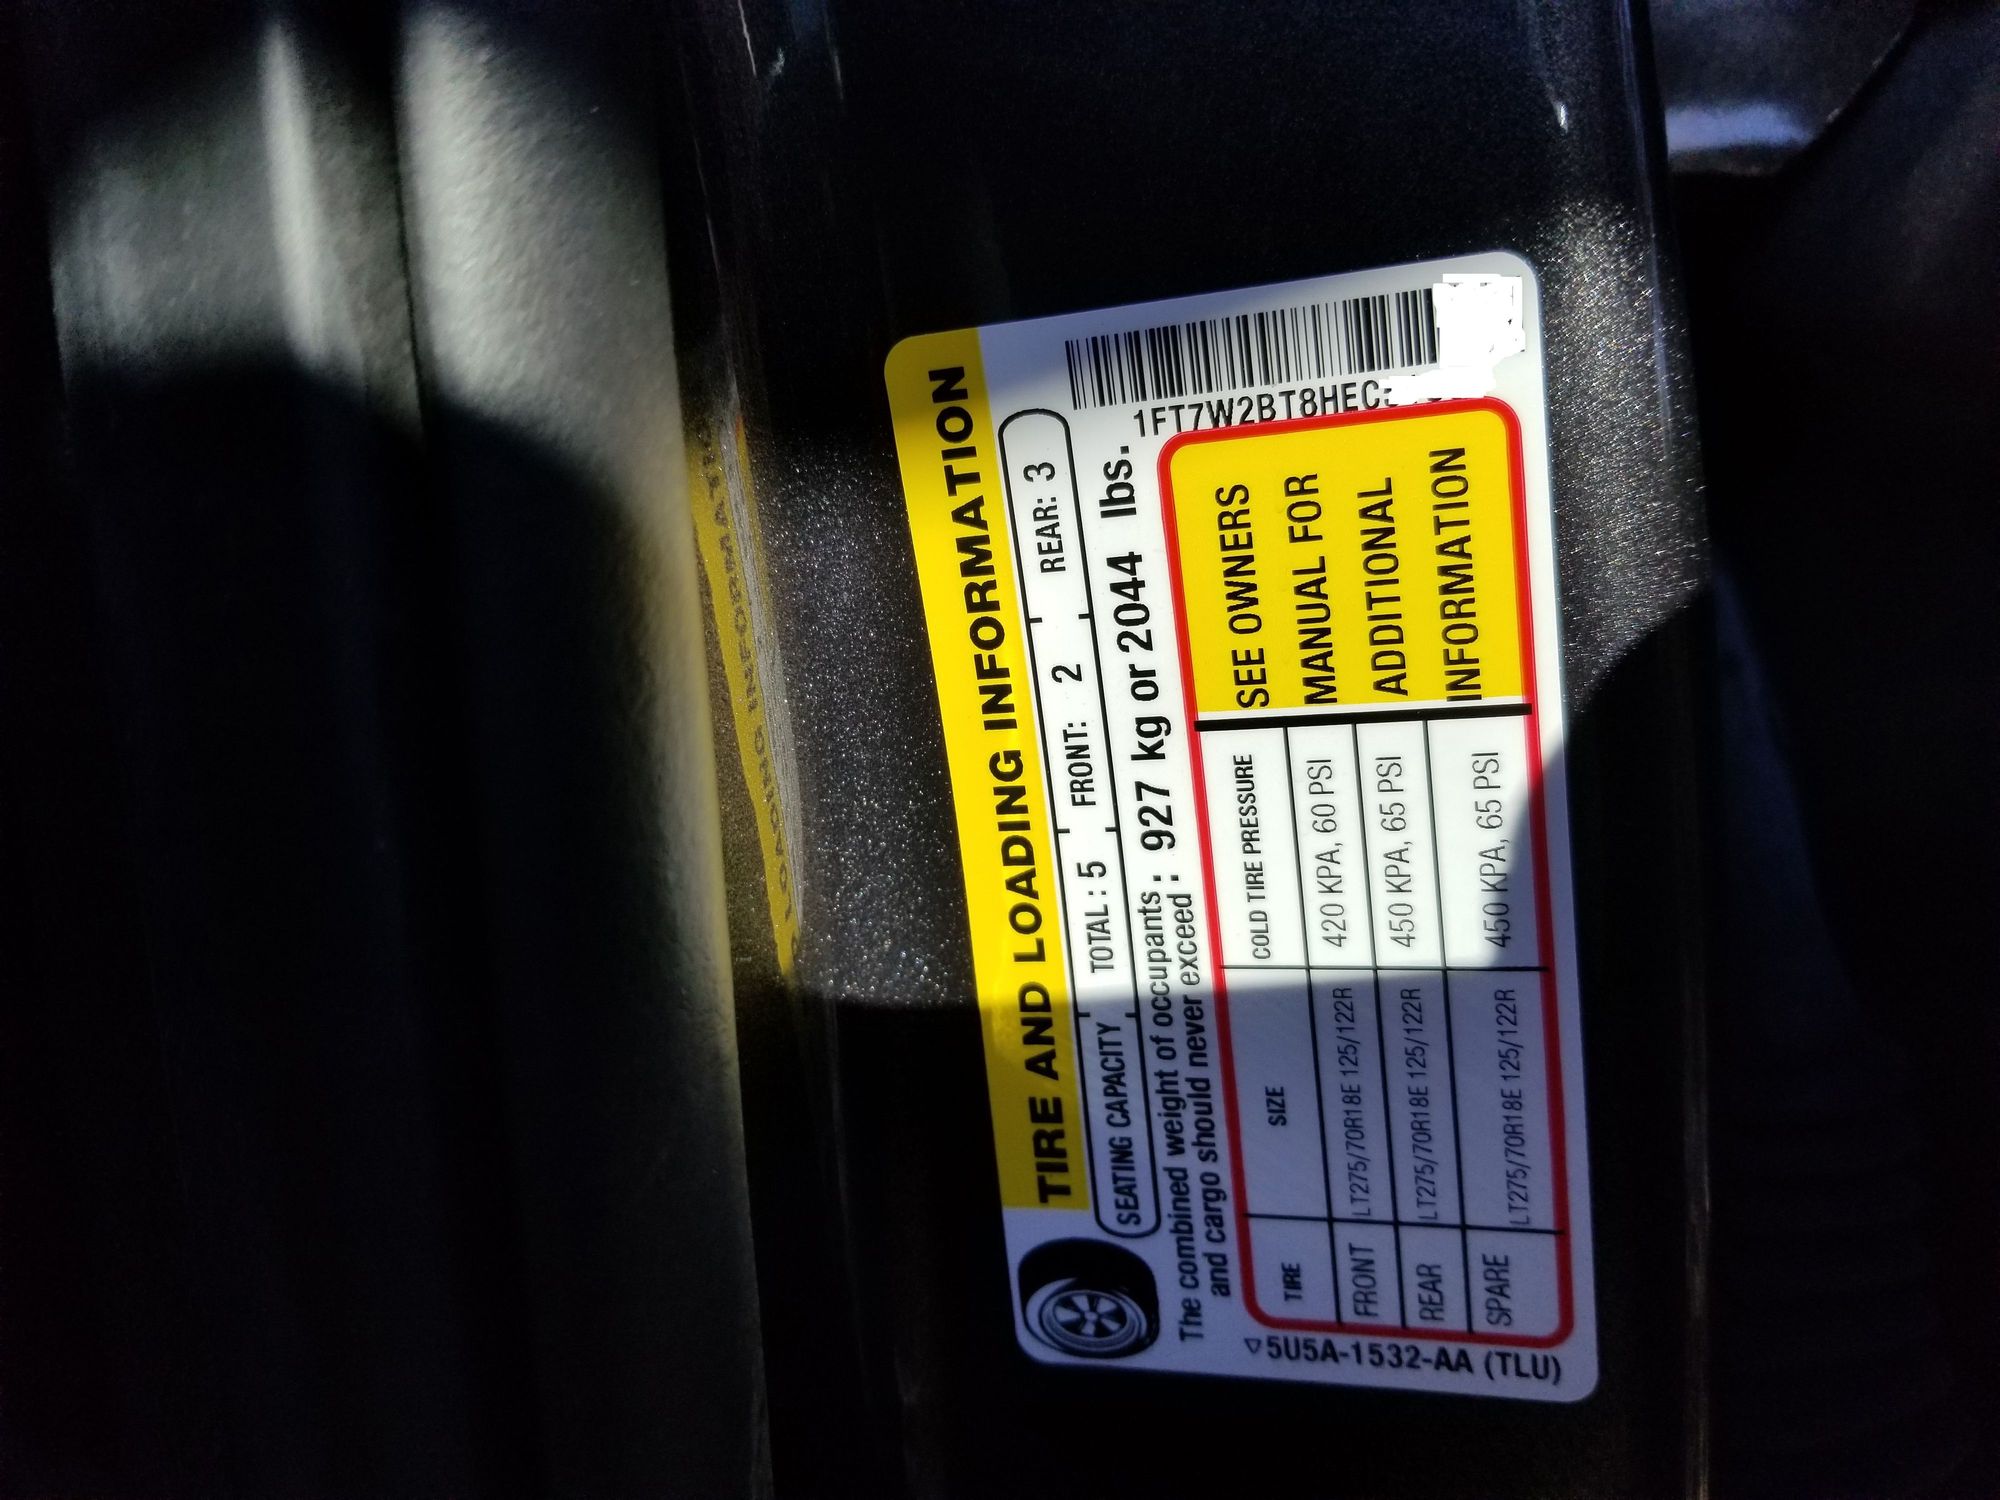 TIRE AND LOADING INFORMATION
SEATING CAPACITY TOTAL : 5 FRONT: 2 REAR: 3
The combined weight of occupants : 927 kg or 2044 lbs.
and cargo should never exceed :
1FT7W2BT8HEC
TIRE SIZE COLD TIRE PRESSURE
FRONT LT275/70R18E 125/122R 420 KPA, 60 PSI
REAR LT275/70R18E 125/122R 450 KPA, 65 PSI
SPARE LT275/70R18E 125/122R 450 KPA, 65 PSI
SEE OWNERS
MANUAL FOR
ADDITIONAL
INFORMATION
5U5A-1532-AA (TLU)